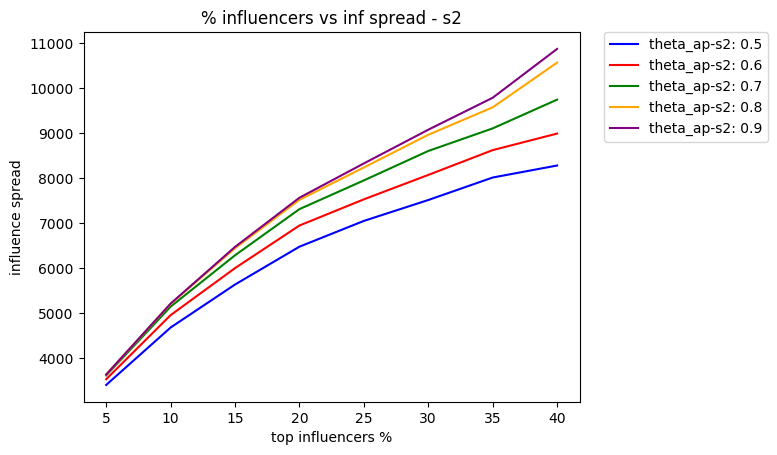 % influencers vs inf spread - s2
theta_ap-s2: 0.5
theta_ap-s2: 0.6
theta_ap-s2: 0.7
theta_ap-s2: 0.8
theta_ap-s2: 0.9
influence spread
11000
10000
9000
8000
7000
6000
5000
4000
5 10 15 20 25 30 35 40
top influencers %